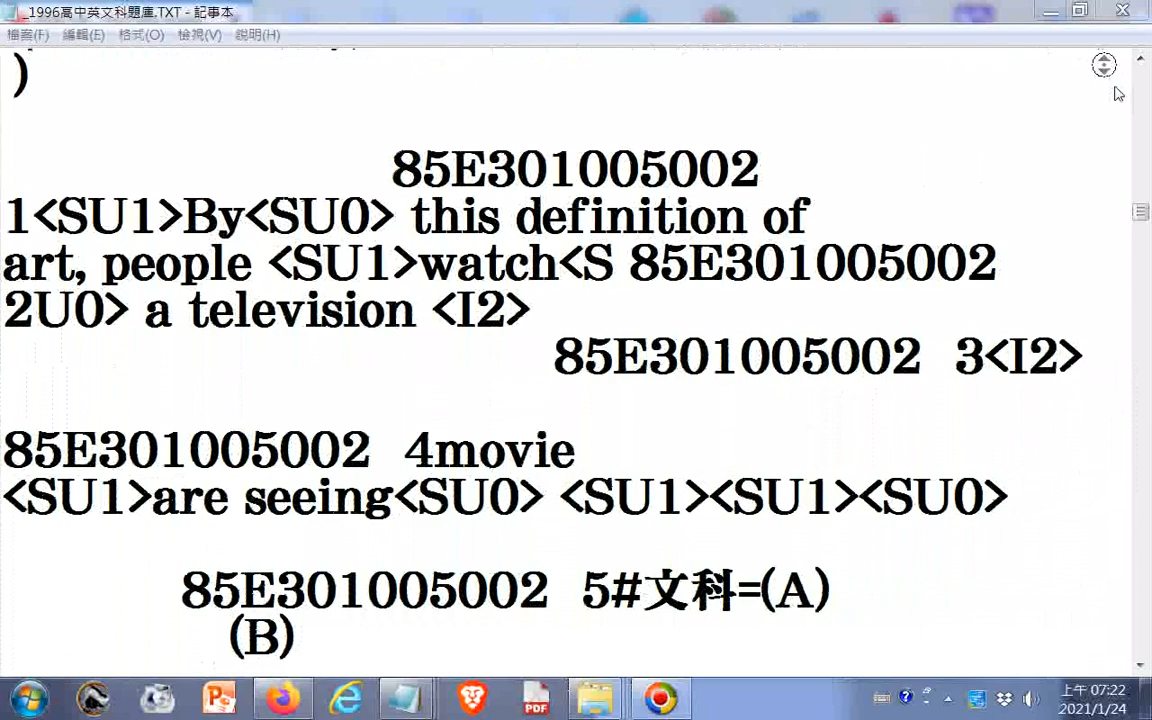 _1996高中英文科題庫.TXT - 記事本
檔案(F) 編輯(E) 格式(O) 檢視(V) 說明(H)
)
85E301005002
1<SU1>By<SU0> this definition of
art, people <SU1>watch<S 85E301005002
2U0> a television <I2>
85E301005002 3<I2>
85E301005002 4movie
<SU1>are seeing<SU0> <SU1><SU1><SU0>
85E301005002 5#文科=(A)
(B)
PDF
上午 07:22
2021/1/24